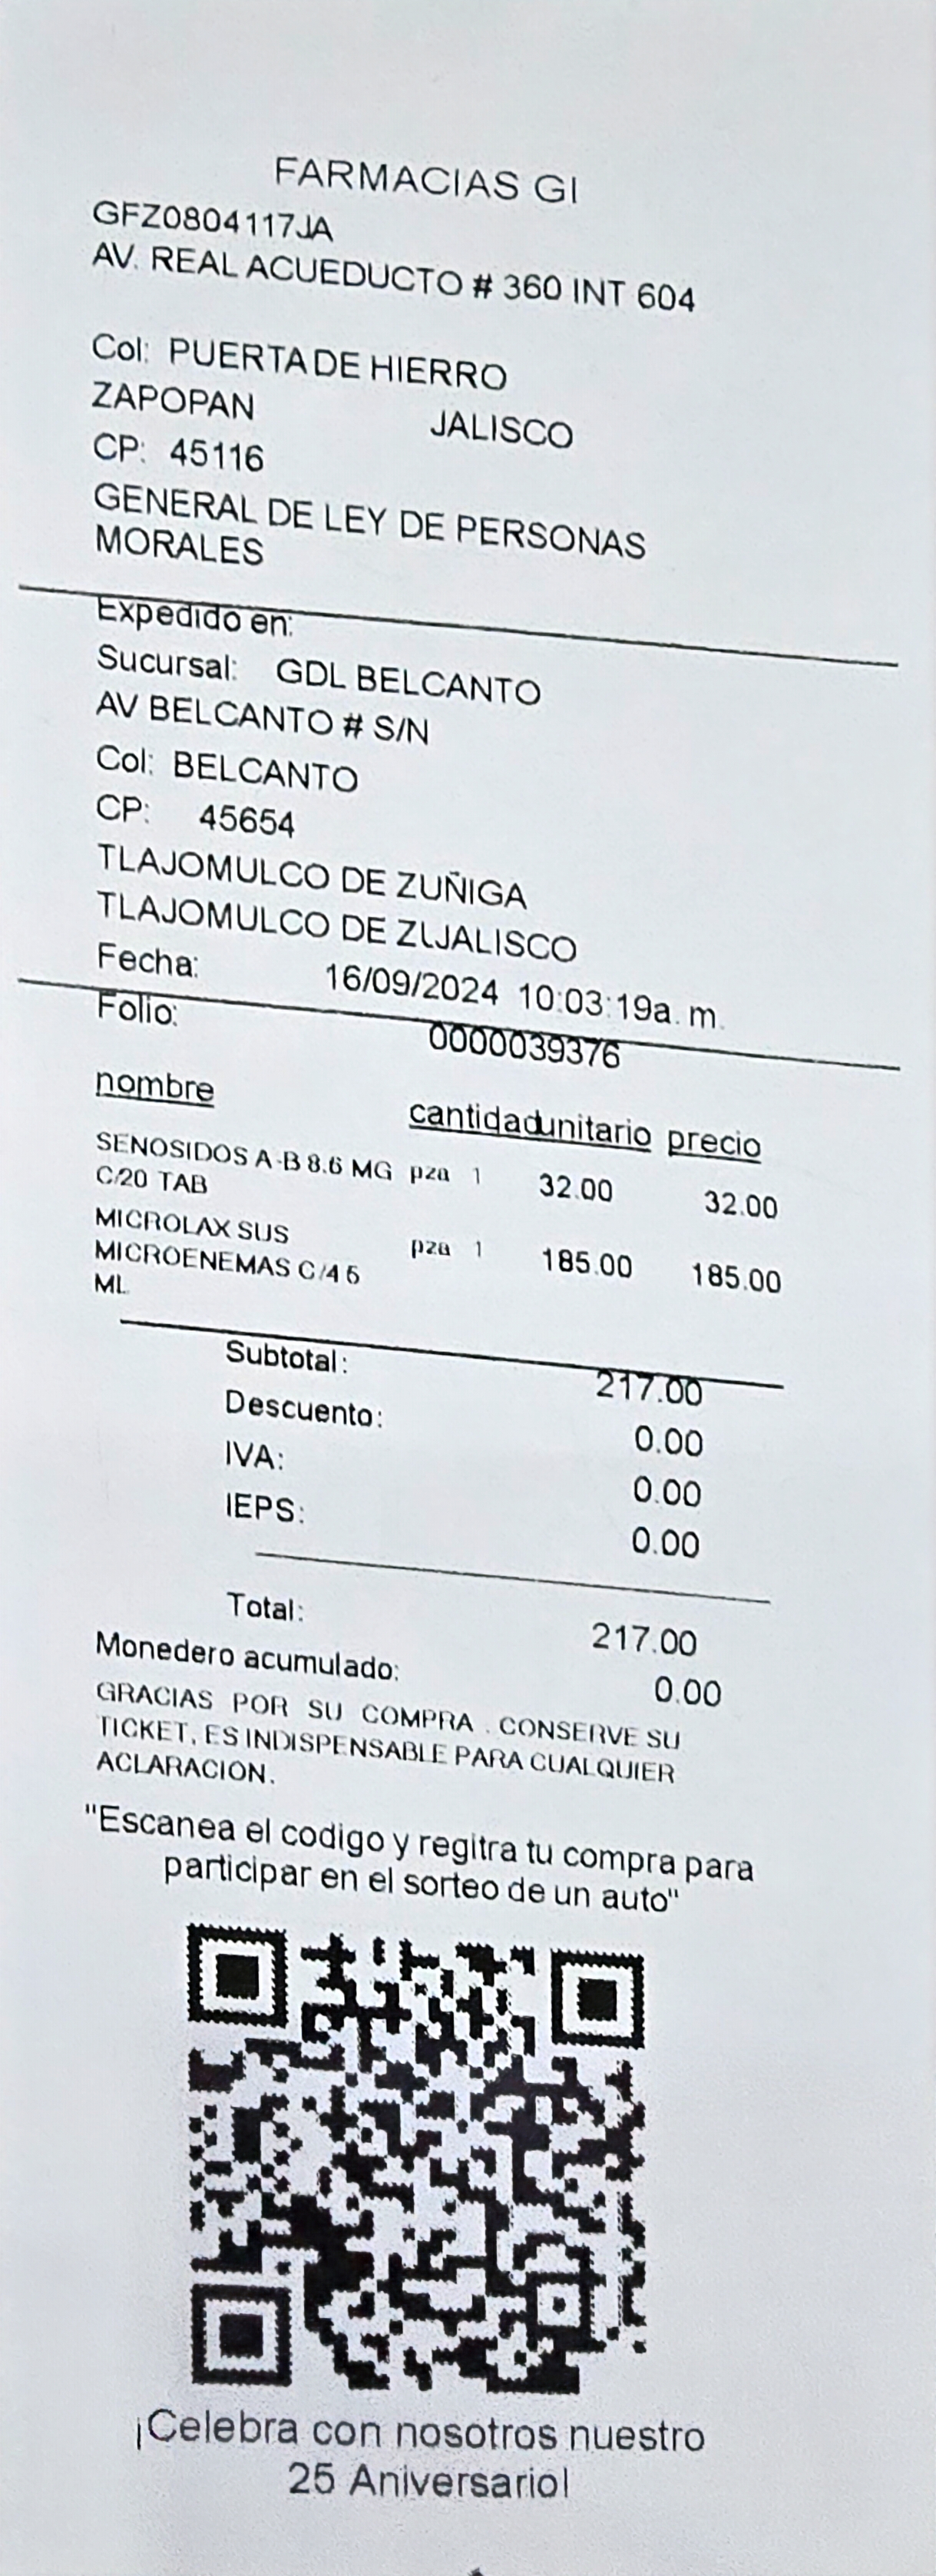 FARMACIAS GI
GFZ0804117JA
AV. REAL ACUEDUCTO # 360 INT 604
Col: PUERTA DE HIERRO
ZAPOPAN JALISCO
CP: 45116
GENERAL DE LEY DE PERSONAS
MORALES
Expedido en:
Sucursal: GDL BELCANTO
AV BELCANTO # S/N
Col: BELCANTO
CP: 45654
TLAJOMULCO DE ZUÑIGA
TLAJOMULCO DE ZUJALISCO
Fecha: 16/09/2024 10:03:19a. m.
Folio: 0000039376
nombre cantidad unitario precio
SENOSIDOS A-B 8.6 MG pza 1 32.00 32.00
C/20 TAB
MICROLAX SUS pza 1 185.00 185.00
MICROENEMAS C/4 5
ML
Subtotal: 217.00
Descuento: 0.00
IVA: 0.00
IEPS: 0.00
Total: 217.00
Monedero acumulado: 0.00
GRACIAS POR SU COMPRA . CONSERVE SU
TICKET, ES INDISPENSABLE PARA CUALQUIER
ACLARACION.
"Escanea el codigo y regitra tu compra para
participar en el sorteo de un auto"
¡Celebra con nosotros nuestro
25 Aniversario!